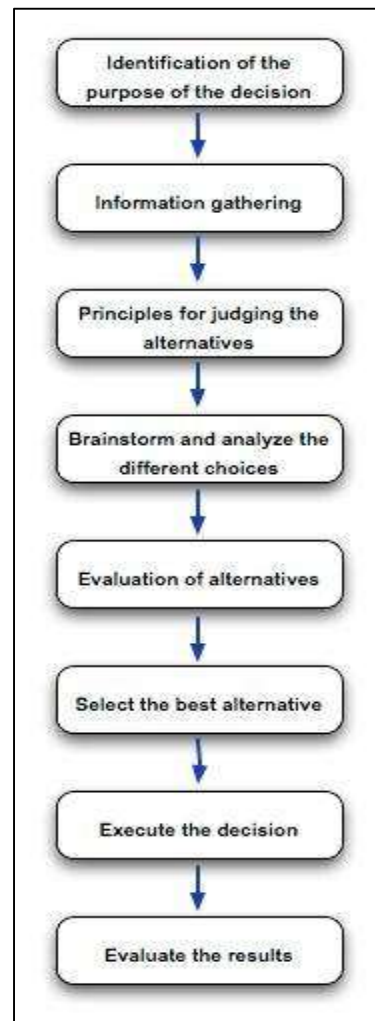 Identification of the
purpose of the decision
Information gathering
Principles for judging the
alternatives
Brainstorm and analyze the
different choices
Evaluation of alternatives
Select the best alternative
Execute the decision
Evaluate the results